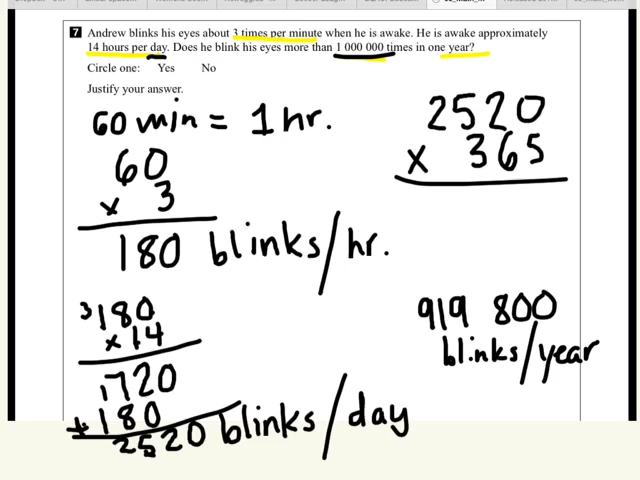 7 Andrew blinks his eyes about 3 times per minute when he is awake. He is awake approximately
14 hours per day. Does he blink his eyes more than 1 000 000 times in one year?
Circle one: Yes No
Justify your answer.
60 min = 1 hr.
60
x 3
180 blinks/hr.
3180
x 14
1720
+180
2520 blinks/day
2520
x 365
919 800
blinks/year